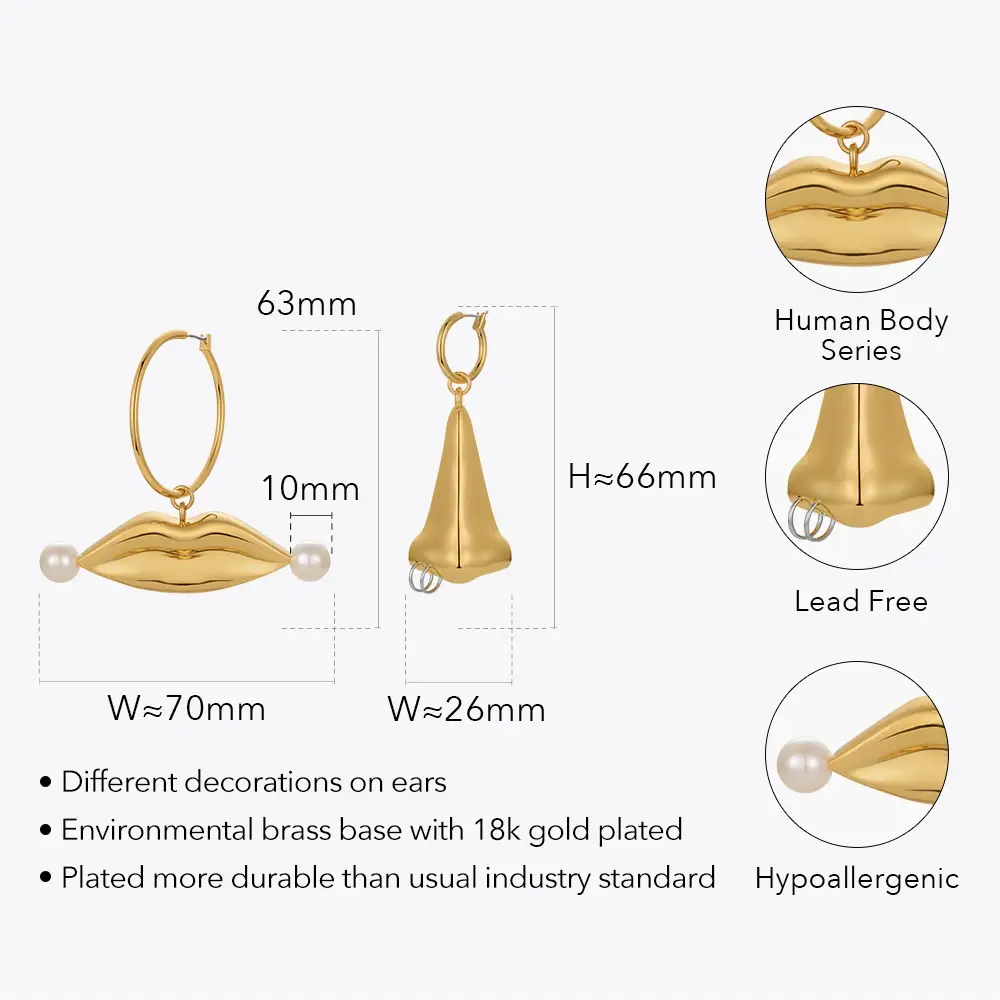 63mm
10mm
H≈66mm
W≈70mm
W≈26mm
• Different decorations on ears
• Environmental brass base with 18k gold plated
• Plated more durable than usual industry standard
Human Body
Series
Lead Free
Hypoallergenic